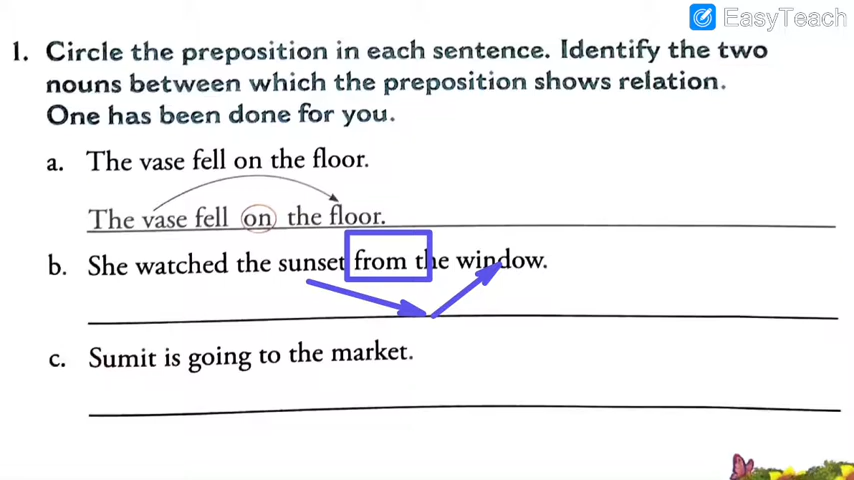 EasyTeach
1. Circle the preposition in each sentence. Identify the two
nouns between which the preposition shows relation.
One has been done for you.
a. The vase fell on the floor.
The vase fell on the floor.
b. She watched the sunset from the window.
c. Sumit is going to the market.